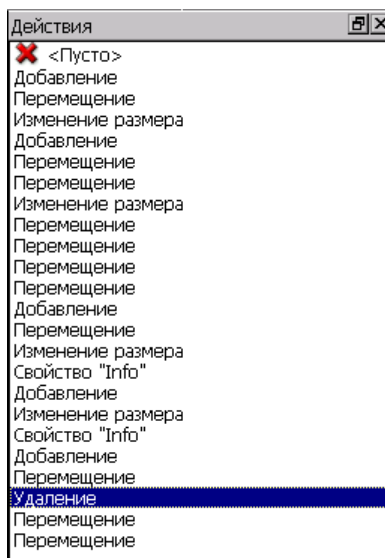 Действия
<Пусто>
Добавление
Перемещение
Изменение размера
Добавление
Перемещение
Перемещение
Изменение размера
Перемещение
Перемещение
Перемещение
Перемещение
Добавление
Перемещение
Изменение размера
Свойство "Info"
Добавление
Изменение размера
Свойство "Info"
Добавление
Перемещение
Удаление
Перемещение
Перемещение